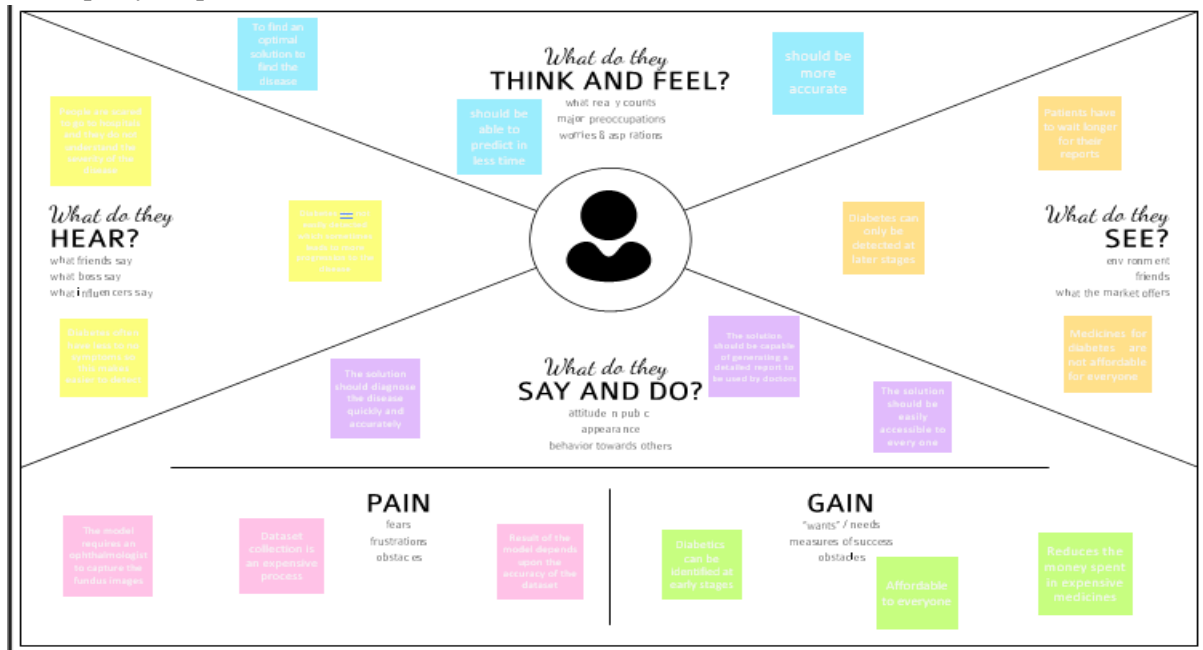 To find an
optimal
solution to
find the
disease
What do they
THINK AND FEEL?
what rea y counts
major preoccupations
worries & asp rations
should be
able to
predict in
less time
should be
more
accurate
What do they
HEAR?
what friends say
what boss say
what influencers say
Patients have
to wait longer
for their
reports
Diabetes can
only be
detected at
later stages
What do they
SEE?
env ronment
friends
what the market offers
Medicines for
diabetes are
not affordable
for everyone
What do they
SAY AND DO?
attitude n pub c
appearance
behavior towards others
The solution
should diagnose
the disease
quickly and
accurately
The solution
should be capable
of generating a
detailed report to
be used by doctors
The solution
should be
easily
accessible to
every one
PAIN
fears
frustrations
obstac es
The model
requires an
ophthalmologist
to capture the
fundus images
Dataset
collection is
an expensive
process
Result of the
model depends
upon the
accuracy of the
dataset
GAIN
"wants" / needs
measures of success
obstacles
Diabetics
can be
identified at
early stages
Affordable
to everyone
Reduces the
money spent
in expensive
medicines